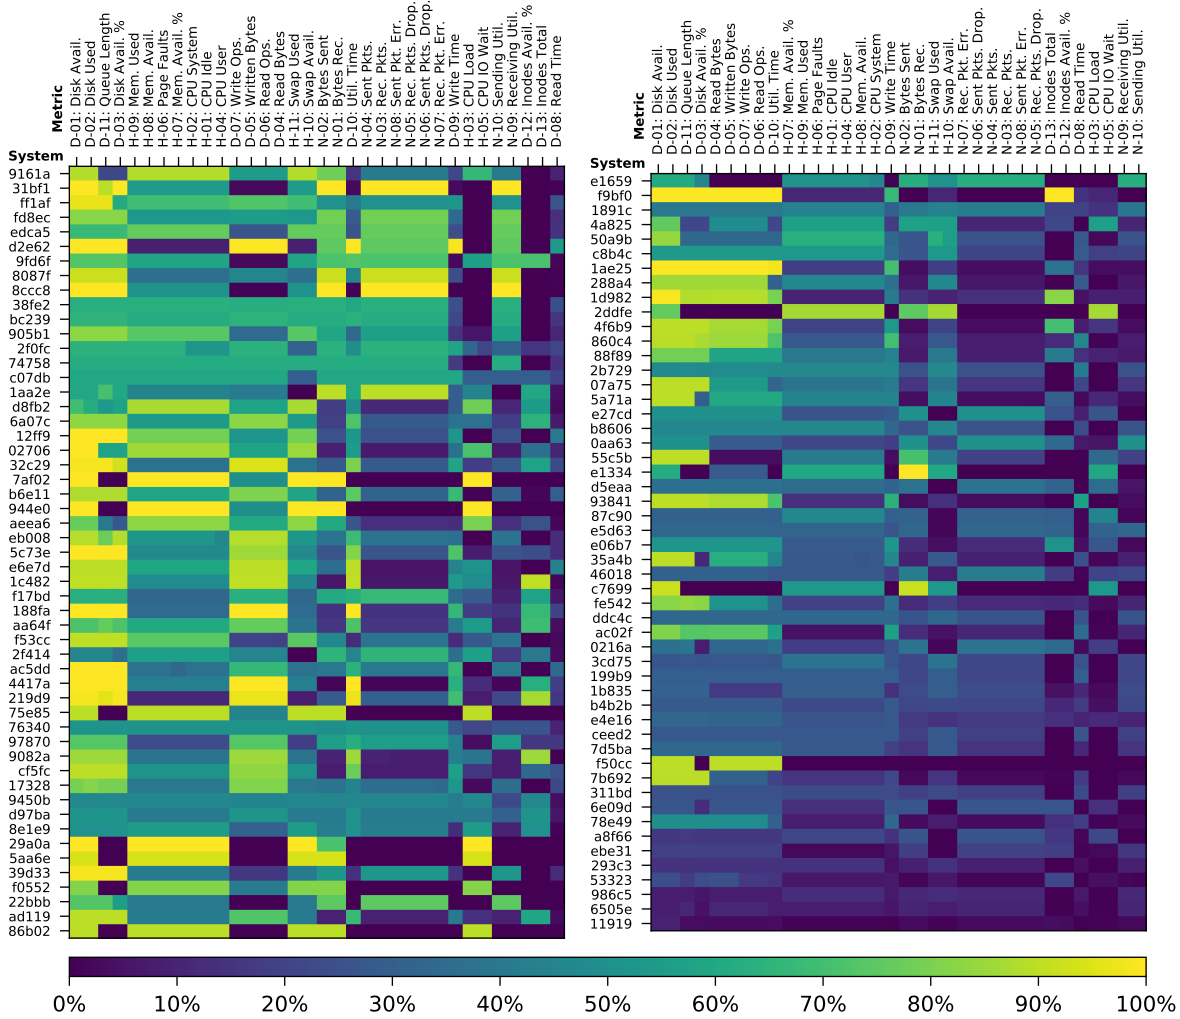 Metric
D-01: Disk Avail.
D-02: Disk Used
D-11: Queue Length
D-03: Disk Avail. %
H-09: Mem. Used
H-08: Mem. Avail.
H-06: Page Faults
H-07: Mem. Avail. %
H-02: CPU System
H-01: CPU Idle
H-04: CPU User
D-07: Write Ops.
D-05: Written Bytes
D-06: Read Ops.
D-04: Read Bytes
H-11: Swap Used
H-10: Swap Avail.
N-02: Bytes Sent
N-01: Bytes Rec.
D-10: Util. Time
N-04: Sent Pkts.
N-03: Rec. Pkts.
N-08: Sent Pkt. Err.
N-05: Rec. Pkts. Drop.
N-06: Sent Pkts. Drop.
N-07: Rec. Pkt. Err.
D-09: Write Time
H-03: CPU Load
H-05: CPU IO Wait
N-10: Sending Util.
N-09: Receiving Util.
D-12: Inodes Avail. %
D-13: Inodes Total
D-08: Read Time
System
9161a
31bf1
ff1af
fd8ec
edca5
d2e62
9fd6f
8087f
8ccc8
38fe2
bc239
905b1
2f0fc
74758
c07db
1aa2e
d8fb2
6a07c
12ff9
02706
32c29
7af02
b6e11
944e0
aeea6
eb008
5c73e
e6e7d
1c482
f17bd
188fa
aa64f
f53cc
2f414
ac5dd
4417a
219d9
75e85
76340
97870
9082a
cf5fc
17328
9450b
d97ba
8e1e9
29a0a
5aa6e
39d33
f0552
22bbb
ad119
86b02
Metric
D-01: Disk Avail.
D-02: Disk Used
D-11: Queue Length
D-03: Disk Avail. %
D-04: Read Bytes
D-05: Written Bytes
D-07: Write Ops.
D-06: Read Ops.
D-10: Util. Time
H-07: Mem. Avail. %
H-09: Mem. Used
H-06: Page Faults
H-01: CPU Idle
H-04: CPU User
H-08: Mem. Avail.
H-02: CPU System
D-09: Write Time
N-02: Bytes Sent
N-01: Bytes Rec.
H-11: Swap Used
H-10: Swap Avail.
N-07: Rec. Pkt. Err.
N-06: Sent Pkts. Drop.
N-04: Sent Pkts.
N-03: Rec. Pkts.
N-08: Sent Pkt. Err.
N-05: Rec. Pkts. Drop.
D-13: Inodes Total
D-12: Inodes Avail. %
D-08: Read Time
H-03: CPU Load
H-05: CPU IO Wait
N-09: Receiving Util.
N-10: Sending Util.
System
e1659
f9bf0
1891c
4a825
50a9b
c8b4c
1ae25
288a4
1d982
2ddfe
4f6b9
860c4
88f89
2b729
07a75
5a71a
e27cd
b8606
0aa63
55c5b
e1334
d5eaa
93841
87c90
e5d63
e06b7
35a4b
46018
c7699
fe542
ddc4c
ac02f
0216a
3cd75
199b9
1b835
b4b2b
e4e16
ceed2
7d5ba
f50cc
7b692
311bd
6e09d
78e49
a8f66
ebe31
293c3
53323
986c5
6505e
11919
0% 10% 20% 30% 40% 50% 60% 70% 80% 90% 100%